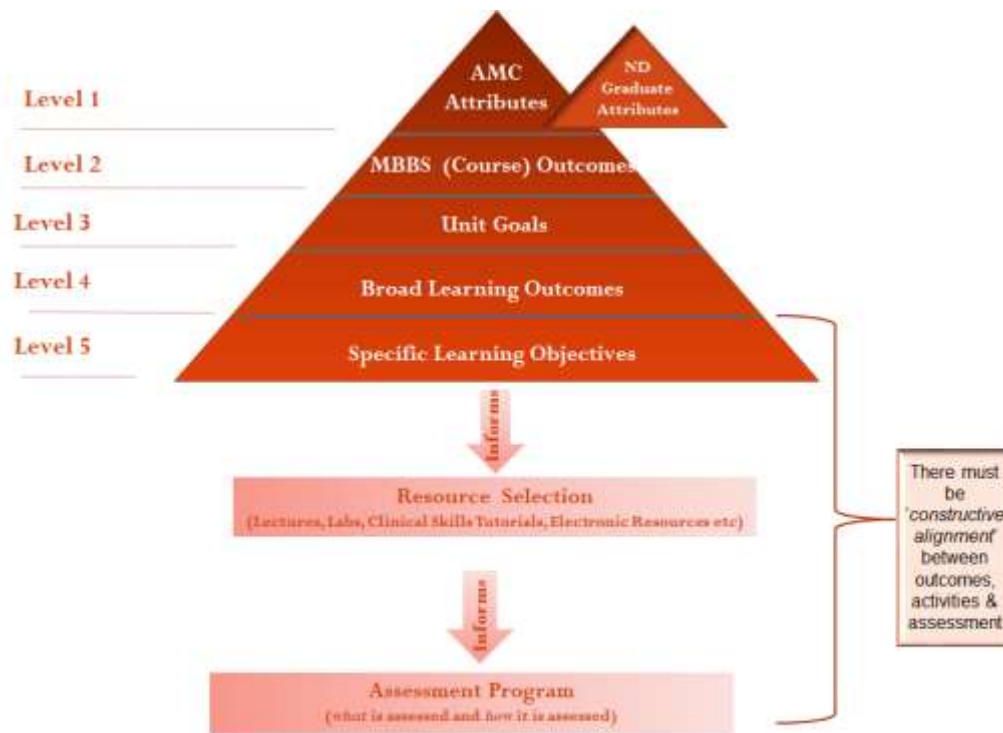 AMC
Attributes
ND
Graduate
Attributes
Level 1
Level 2
MBBS (Course) Outcomes
Level 3
Unit Goals
Level 4
Broad Learning Outcomes
Level 5
Specific Learning Objectives
Informs
Resource Selection
(Lectures, Labs, Clinical Skills Tutorials, Electronic Resources etc)
There must
be
'constructive
alignment'
between
outcomes,
activities &
assessment
Informs
Assessment Program
(what is assessed and how it is assessed)